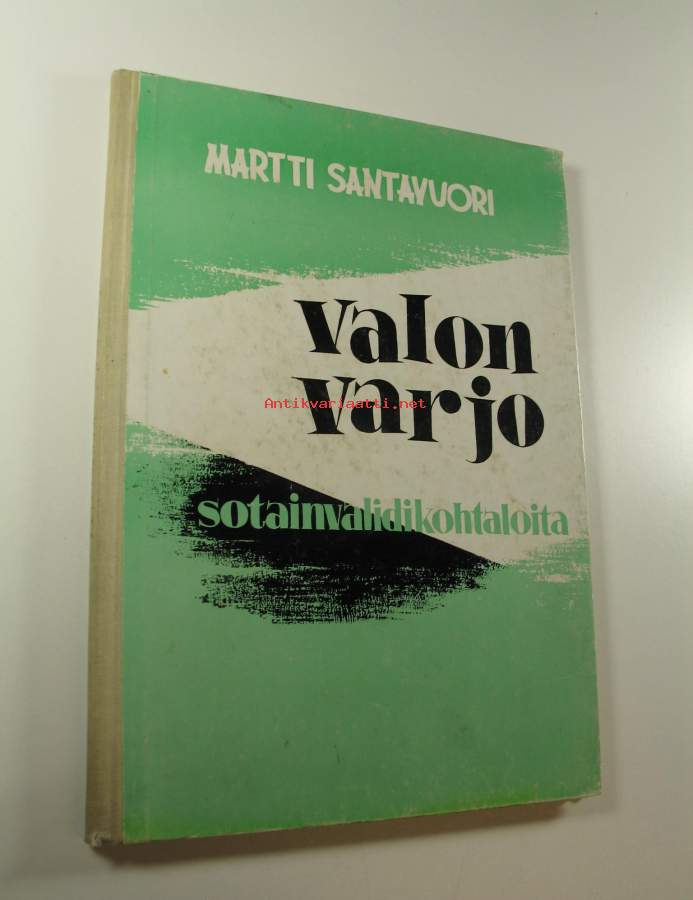 MARTTI SANTAVUORI
valon
varjo
Antikvariaatti.net
sotainvalidikohtaloita